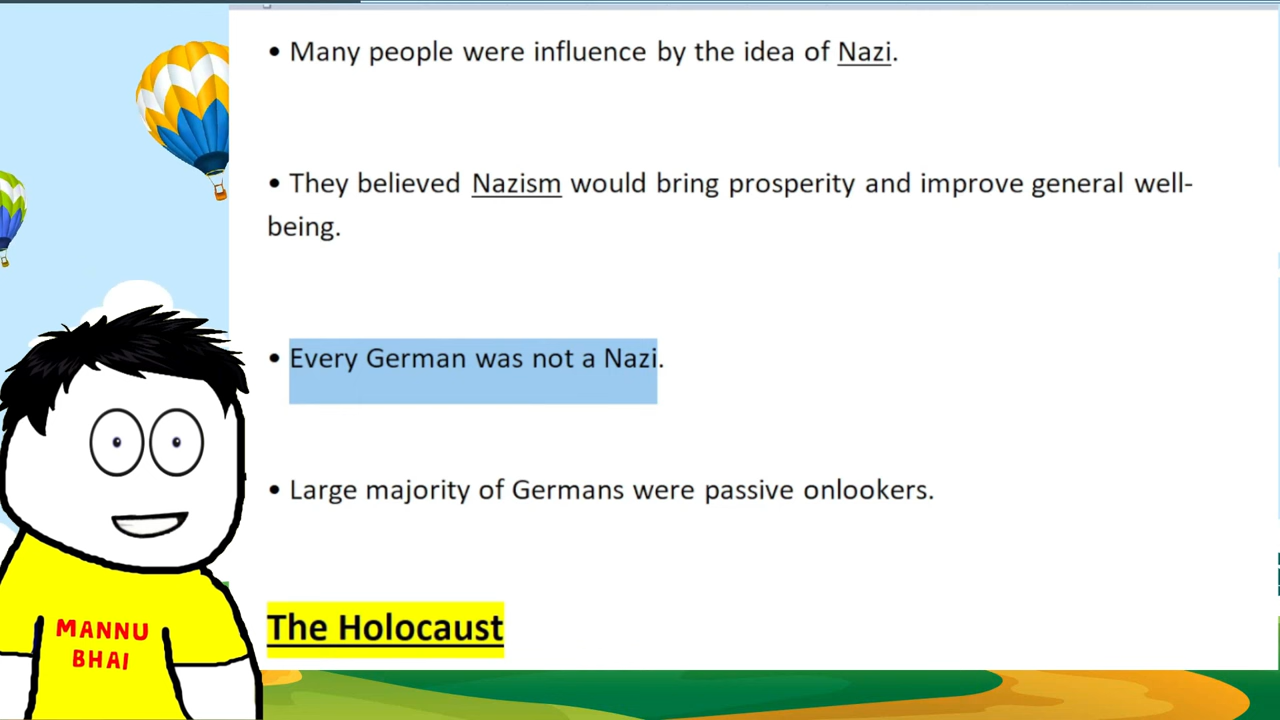 • Many people were influence by the idea of Nazi.
• They believed Nazism would bring prosperity and improve general well-
being.
• Every German was not a Nazi.
• Large majority of Germans were passive onlookers.
The Holocaust
MANNU
BHAI